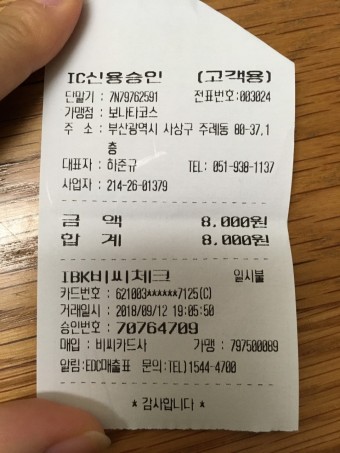 IC신용승인 (고객용)
단말기 : 7N79762591 전표번호:003024
가맹점 : 보나타코스
주 소 : 부산광역시 사상구 주례동 80-37,1
층
대표자 : 하준규 TEL: 051-938-1137
사업자 : 214-26-01379
금 액 8,000원
합 계 8,000원
IBK비씨체크 일시불
카드번호 : 621003******7125(C)
거래일시 : 2018/09/12 19:05:50
승인번호 : 70764709
매입 : 비씨카드사 가맹 : 797500089
알림:EDC매출표 문의:TEL)1544-4700
* 감사합니다 *